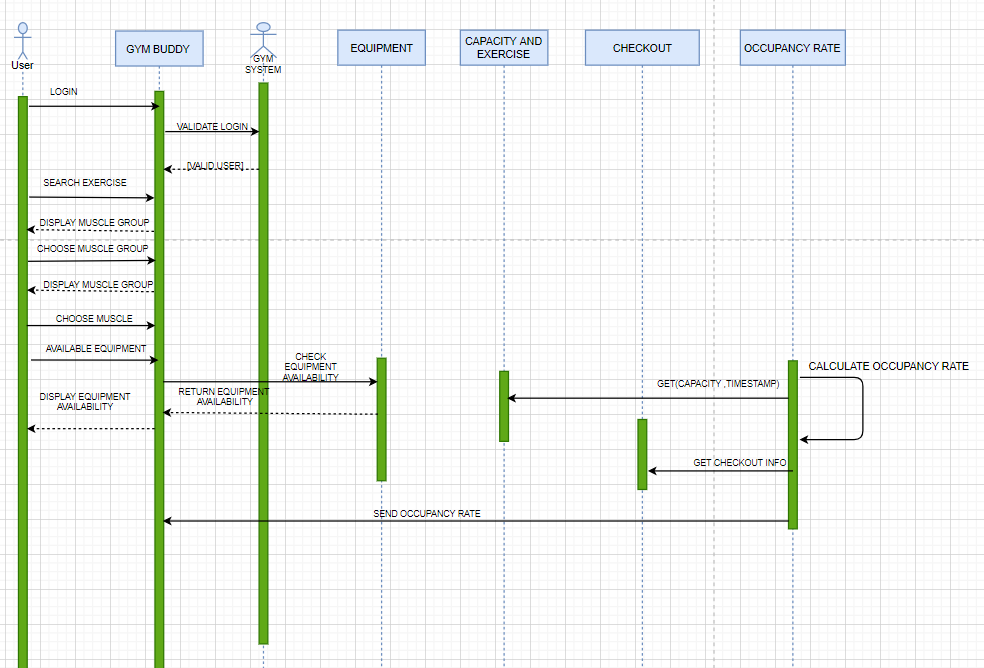 User
GYM BUDDY
GYM
SYSTEM
EQUIPMENT
CAPACITY AND
EXERCISE
CHECKOUT
OCCUPANCY RATE
LOGIN
VALIDATE LOGIN
[VALID USER]
SEARCH EXERCISE
DISPLAY MUSCLE GROUP
CHOOSE MUSCLE GROUP
DISPLAY MUSCLE GROUP
CHOOSE MUSCLE
AVAILABLE EQUIPMENT
CHECK
EQUIPMENT
AVAILABILITY
CALCULATE OCCUPANCY RATE
GET(CAPACITY ,TIMESTAMP)
RETURN EQUIPMENT
AVAILABILITY
DISPLAY EQUIPMENT
AVAILABILITY
GET CHECKOUT INFO
SEND OCCUPANCY RATE